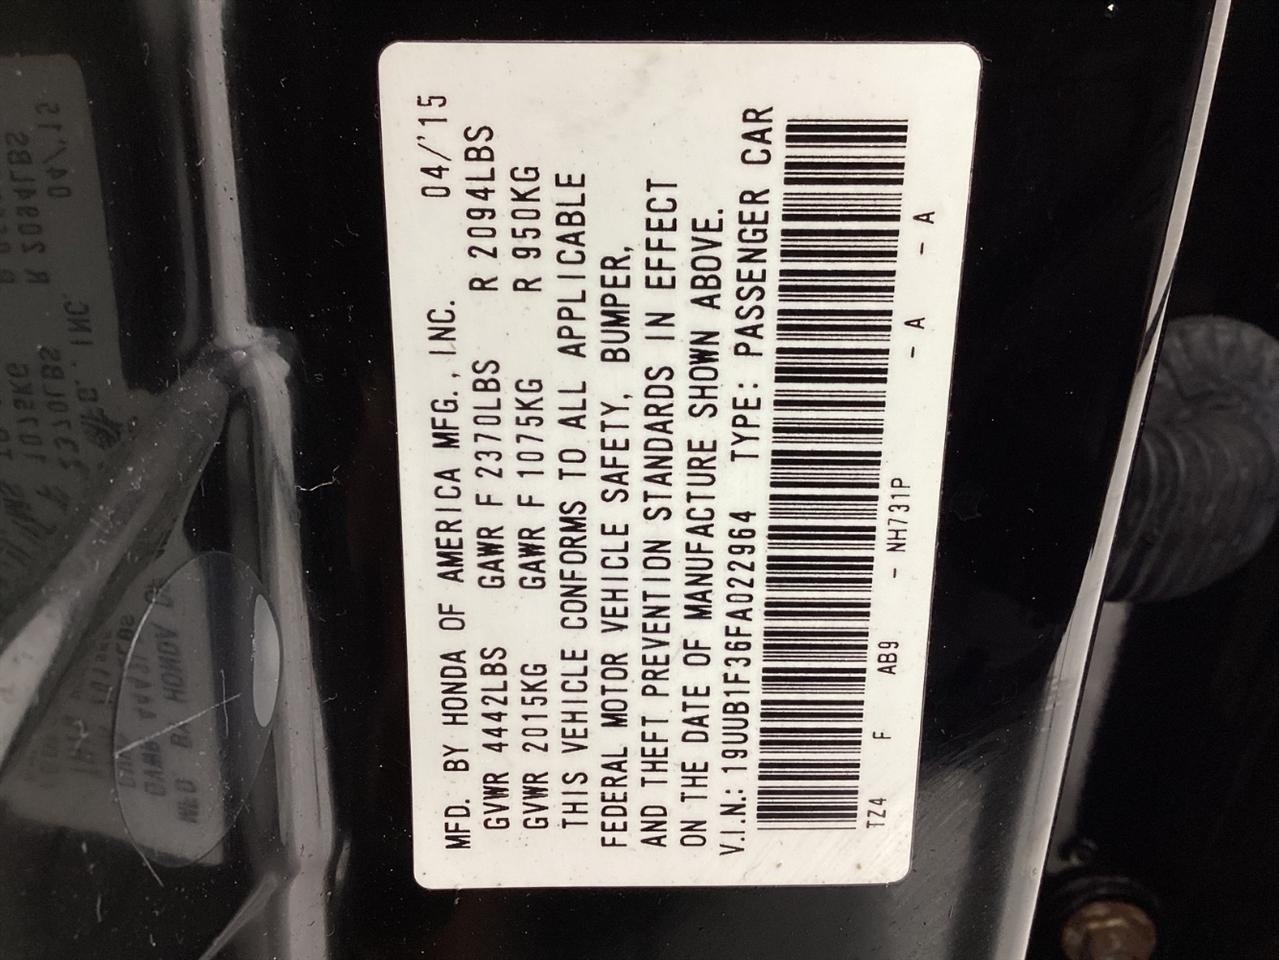 MFD. BY HONDA OF AMERICA MFG., INC. 04/'15
GVWR 4442LBS GAWR F 2370LBS R 2094LBS
GVWR 2015KG GAWR F 1075KG R 950KG
THIS VEHICLE CONFORMS TO ALL APPLICABLE
FEDERAL MOTOR VEHICLE SAFETY, BUMPER,
AND THEFT PREVENTION STANDARDS IN EFFECT
ON THE DATE OF MANUFACTURE SHOWN ABOVE.
V.I.N.: 19UUB1F36FA022964 TYPE: PASSENGER CAR
TZ4 F AB9 - NH731P - A - A